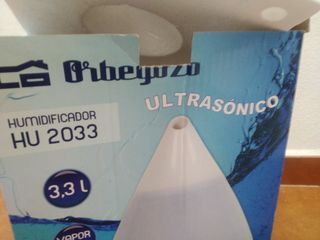 Orbegozo
ULTRASÓNICO
HUMIDIFICADOR
HU 2033
3,3 L
VAPOR